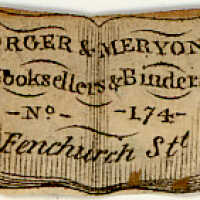 ORGER & MERYON
Booksellers & Binders
– No – 174 –
Fenchurch Stt